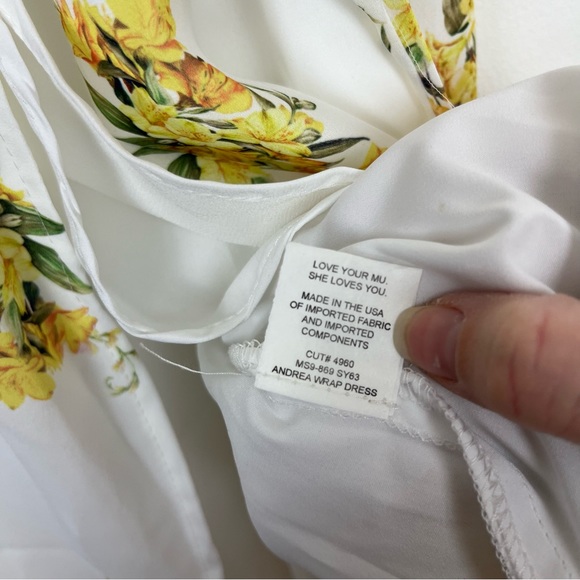 LOVE YOUR MU.
SHE LOVES YOU.
MADE IN THE USA
OF IMPORTED FABRIC
AND IMPORTED
COMPONENTS
CUT# 4960
MS9-869 SY63
ANDREA WRAP DRESS